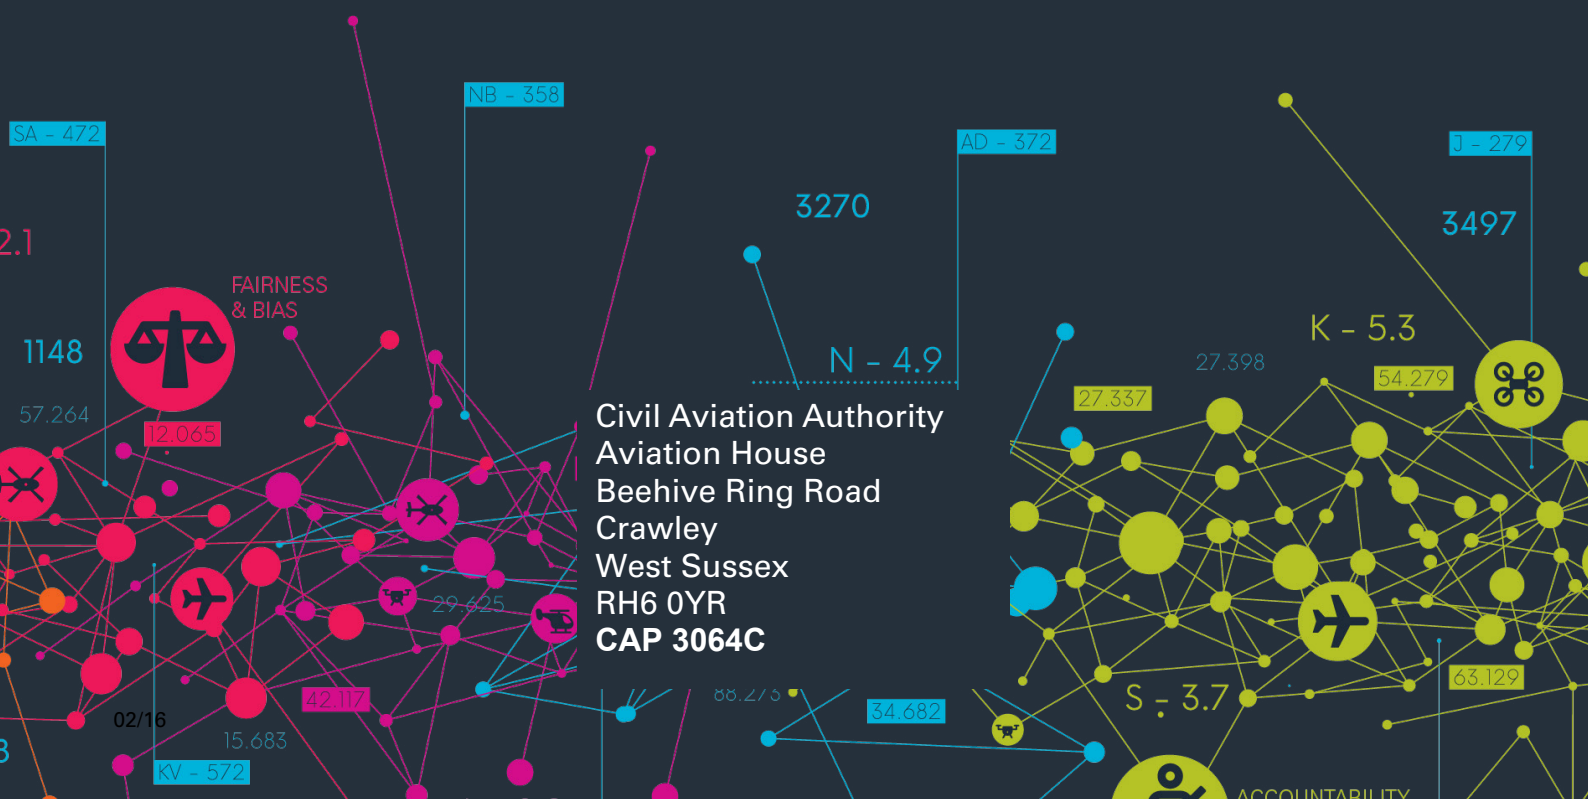 NB - 358
SA - 472
AD - 372
J - 279
3270
3497
2.1
FAIRNESS
& BIAS
K - 5.3
1148
N - 4.9
27.398
54.279
57.264
27.337
12.065
Civil Aviation Authority
Aviation House
Beehive Ring Road
Crawley
West Sussex
RH6 0YR
CAP 3064C
29.625
63.129
42.117
88.273
S - 3.7
34.682
02/16
15.683
KV - 572
ACCOUNTABILITY